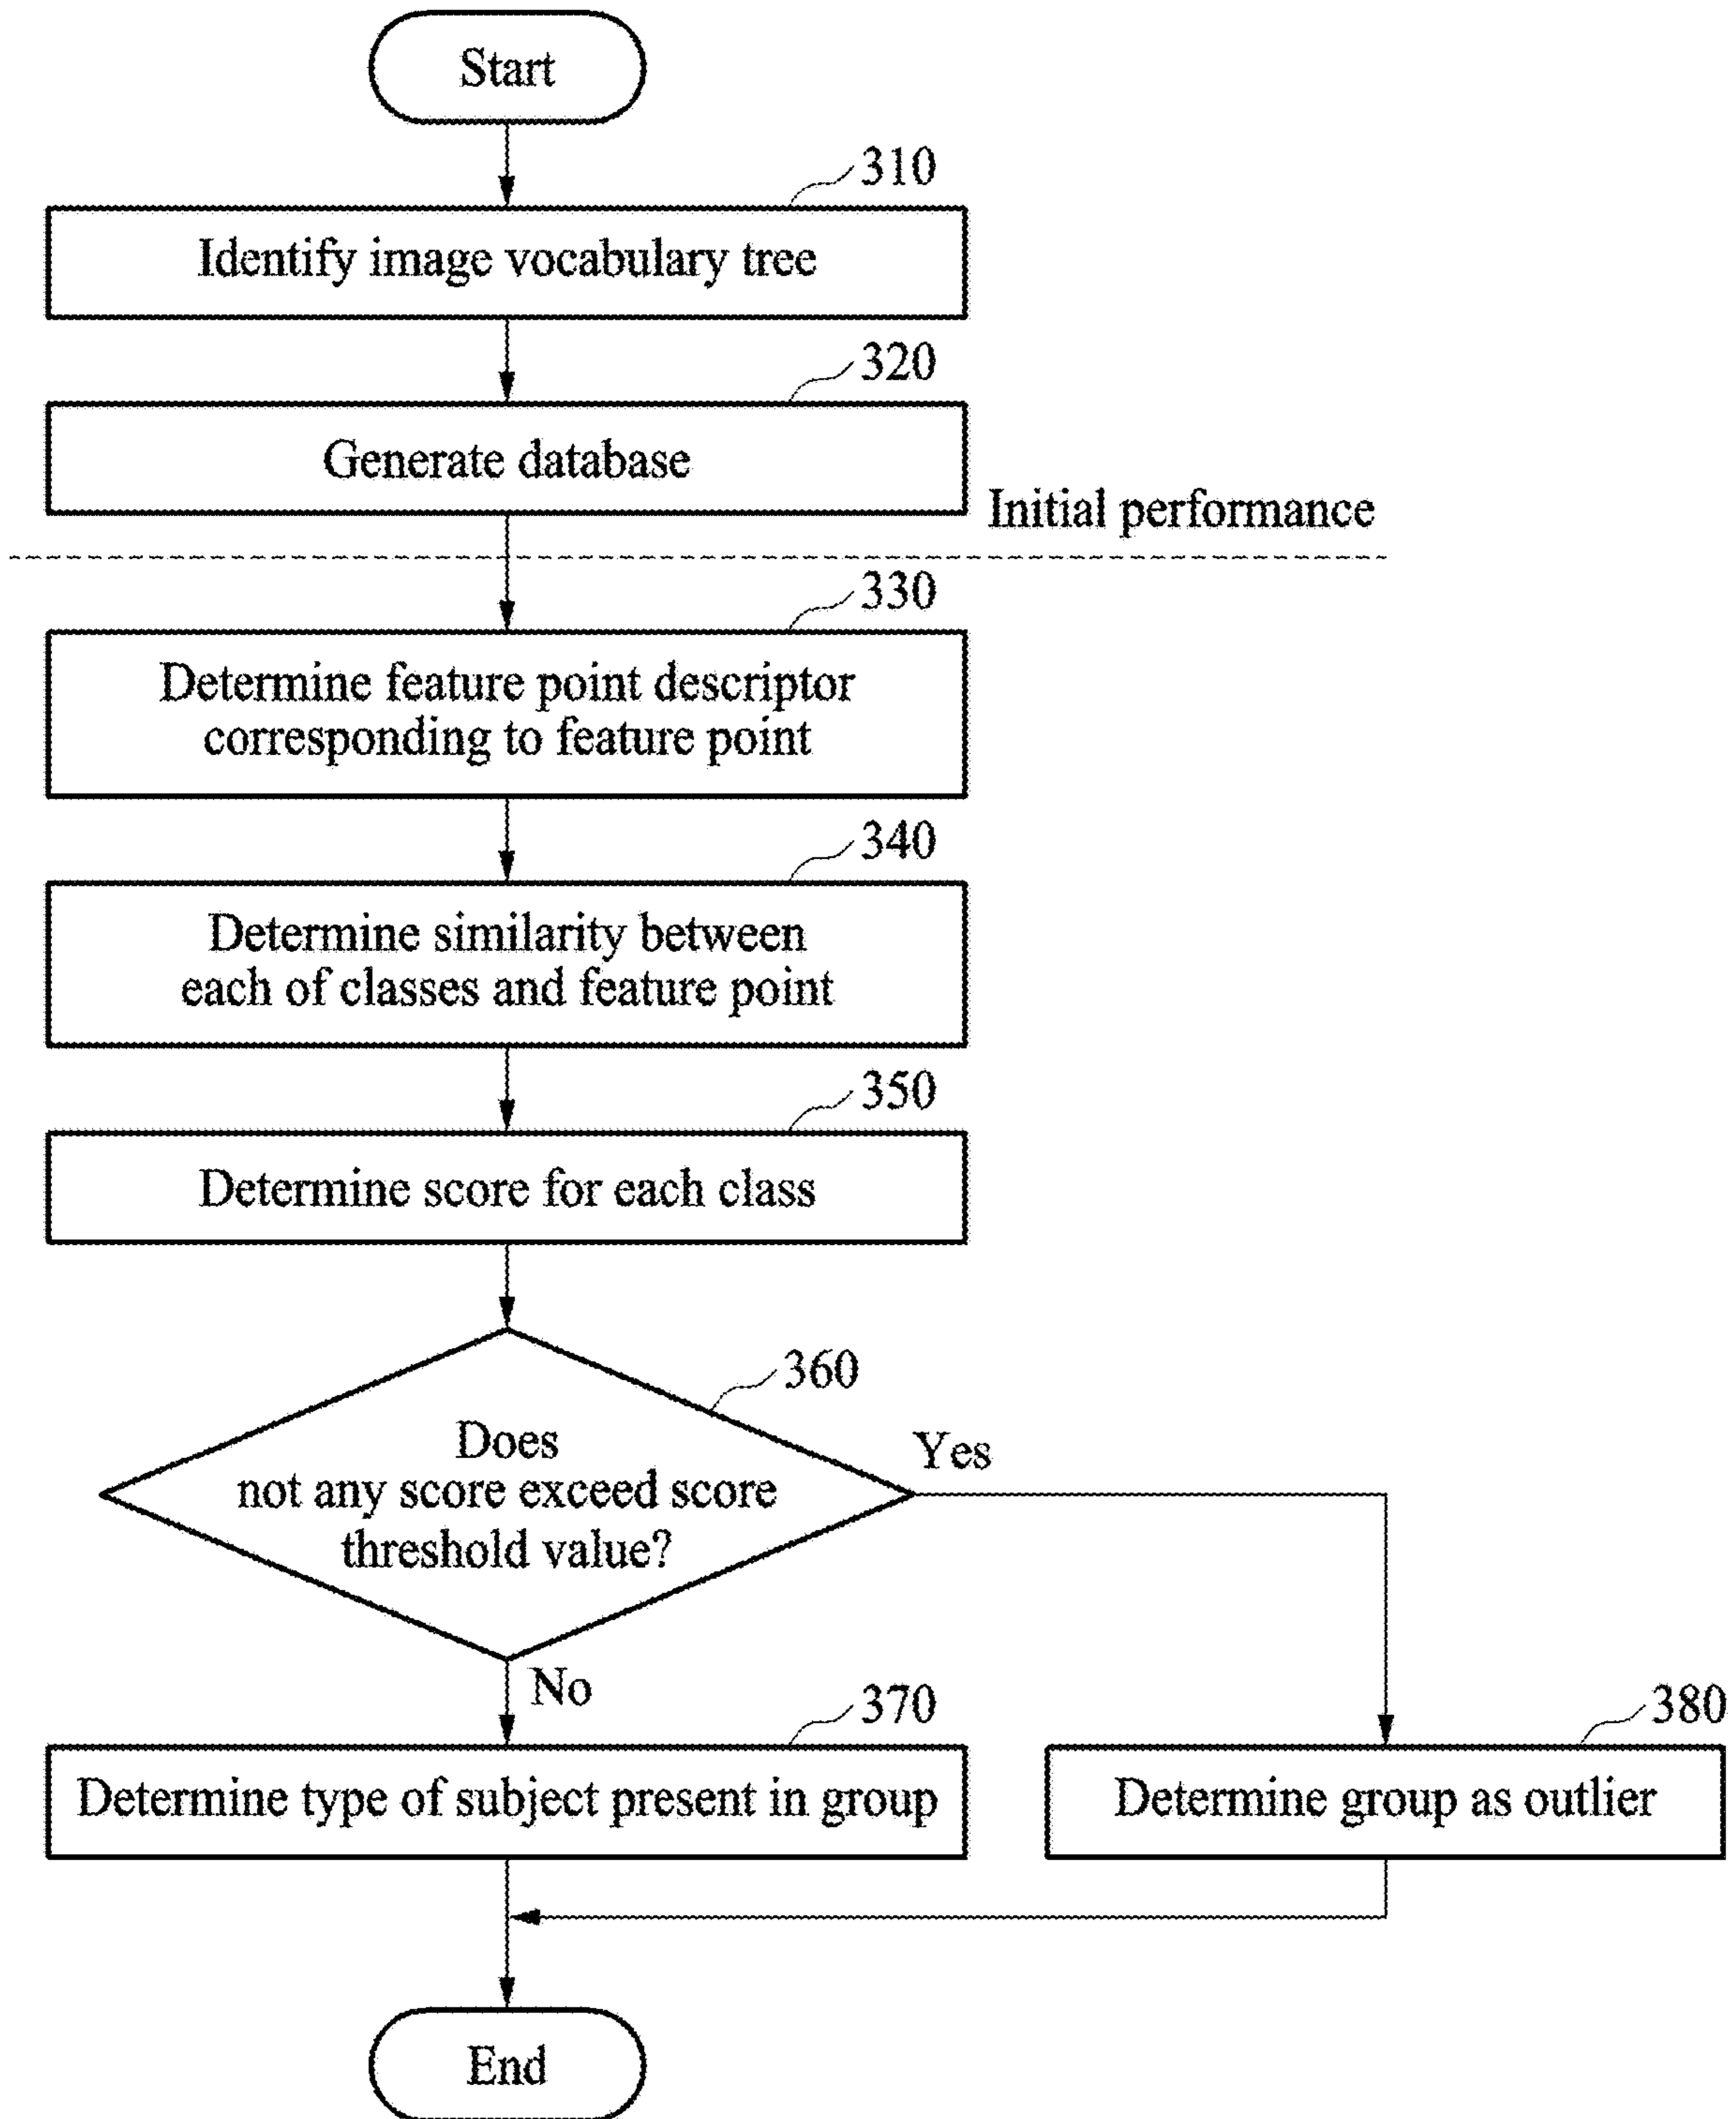 Start
310
Identify image vocabulary tree
320
Generate database
Initial performance
330
Determine feature point descriptor
corresponding to feature point
340
Determine similarity between
each of classes and feature point
350
Determine score for each class
360
Does
not any score exceed score
threshold value?
Yes
No
370
Determine type of subject present in group
380
Determine group as outlier
End